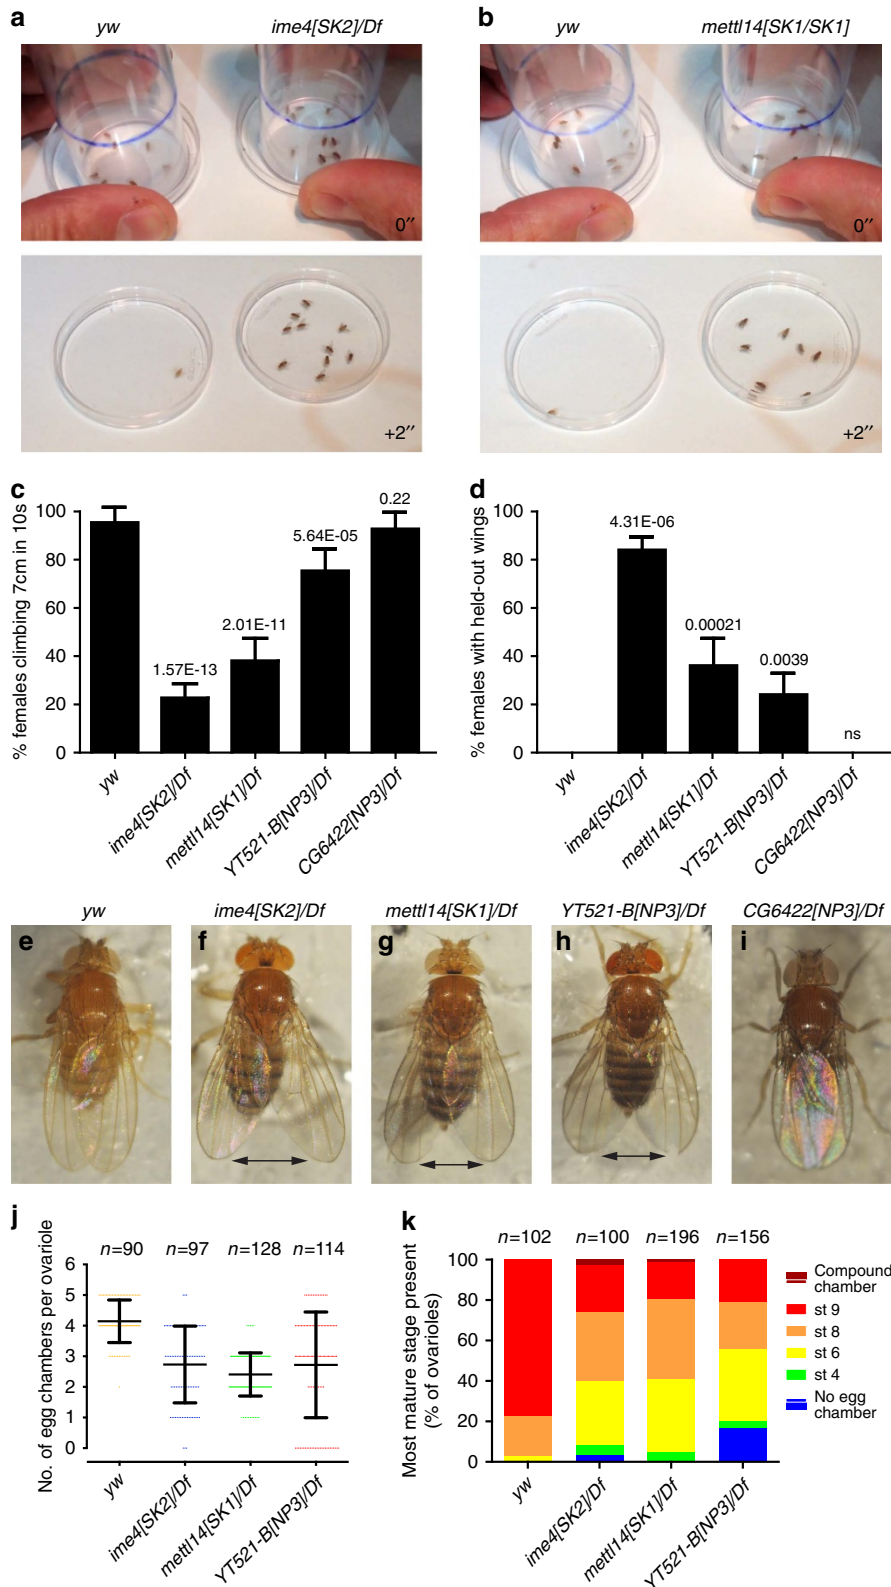 a
yw
ime4[SK2]/Df
0″
+2″
b
yw
mettl14[SK1/SK1]
0″
+2″
c
% females climbing 7cm in 10s
100
80
60
40
20
0
1.57E-13
2.01E-11
5.64E-05
0.22
yw
ime4[SK2]/Df
mettl14[SK1]/Df
YT521-B[NP3]/Df
CG6422[NP3]/Df
d
% females with held-out wings
100
80
60
40
20
0
4.31E-06
0.00021
0.0039
ns
yw
ime4[SK2]/Df
mettl14[SK1]/Df
YT521-B[NP3]/Df
CG6422[NP3]/Df
yw
ime4[SK2]/Df
mettl14[SK1]/Df
YT521-B[NP3]/Df
CG6422[NP3]/Df
e
f
g
h
i
j
No. of egg chambers per ovariole
n=90
n=97
n=128
n=114
6
5
4
3
2
1
0
yw
ime4[SK2]/Df
mettl14[SK1]/Df
YT521-B[NP3]/Df
k
Most mature stage present
(% of ovarioles)
n=102
n=100
n=196
n=156
100
80
60
40
20
0
yw
ime4[SK2]/Df
mettl14[SK1]/Df
YT521-B[NP3]/Df
Compound
chamber
st 9
st 8
st 6
st 4
No egg
chamber